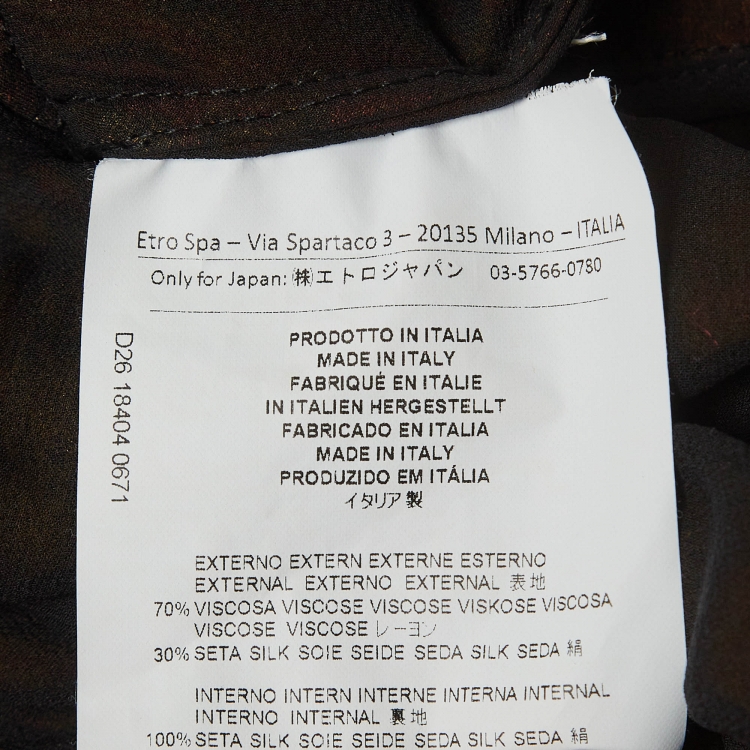 Etro Spa – Via Spartaco 3 – 20135 Milano – ITALIA
Only for Japan: ㈱エトロジャパン 03-5766-0780
D26 18404 0671
PRODOTTO IN ITALIA
MADE IN ITALY
FABRIQUÉ EN ITALIE
IN ITALIEN HERGESTELLT
FABRICADO EN ITALIA
MADE IN ITALY
PRODUZIDO EM ITÁLIA
イタリア製
EXTERNO EXTERN EXTERNE ESTERNO
EXTERNAL EXTERNO EXTERNAL 表地
70% VISCOSA VISCOSE VISCOSE VISKOSE VISCOSA
VISCOSE VISCOSE レーヨン
30% SETA SILK SOIE SEIDE SEDA SILK SEDA 絹
INTERNO INTERN INTERNE INTERNA INTERNAL
INTERNO INTERNAL 裏地
100% SETA SILK SOIE SEIDE SEDA SILK SEDA 絹